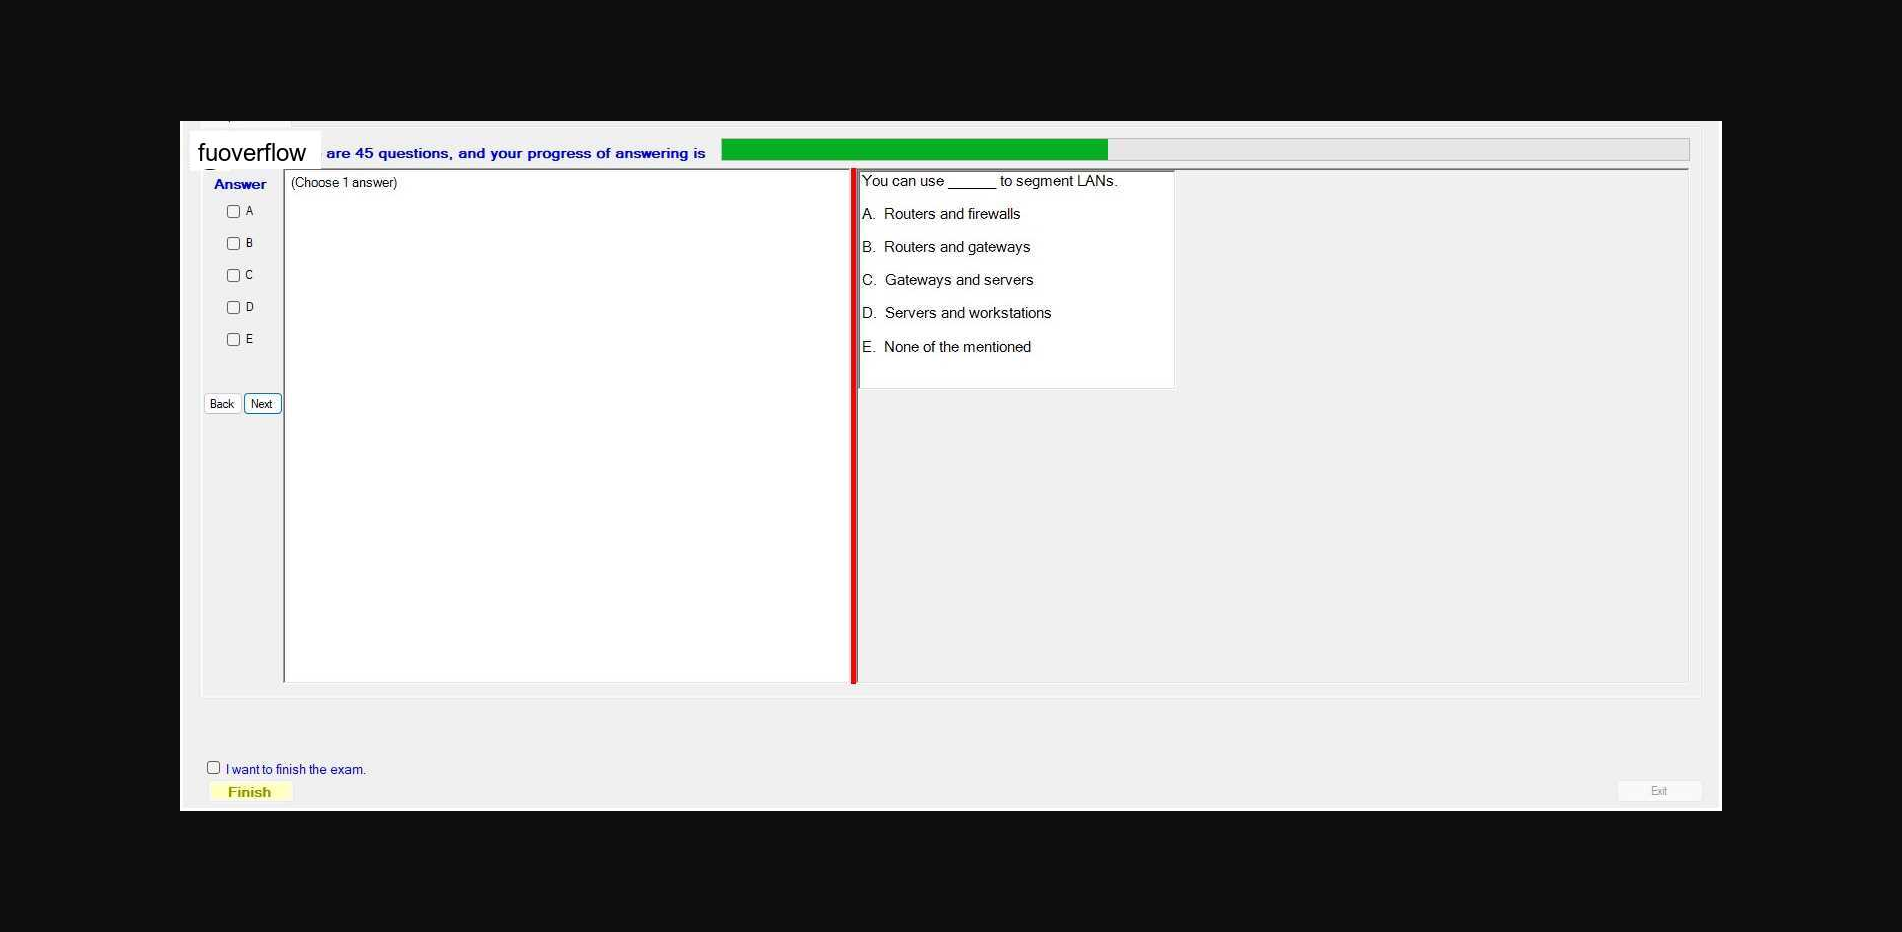 fuoverflow are 45 questions, and your progress of answering is
Answer
(Choose 1 answer)
A
B
C
D
E
Back Next
You can use ______ to segment LANs.
A. Routers and firewalls
B. Routers and gateways
C. Gateways and servers
D. Servers and workstations
E. None of the mentioned
I want to finish the exam.
Finish
Exit